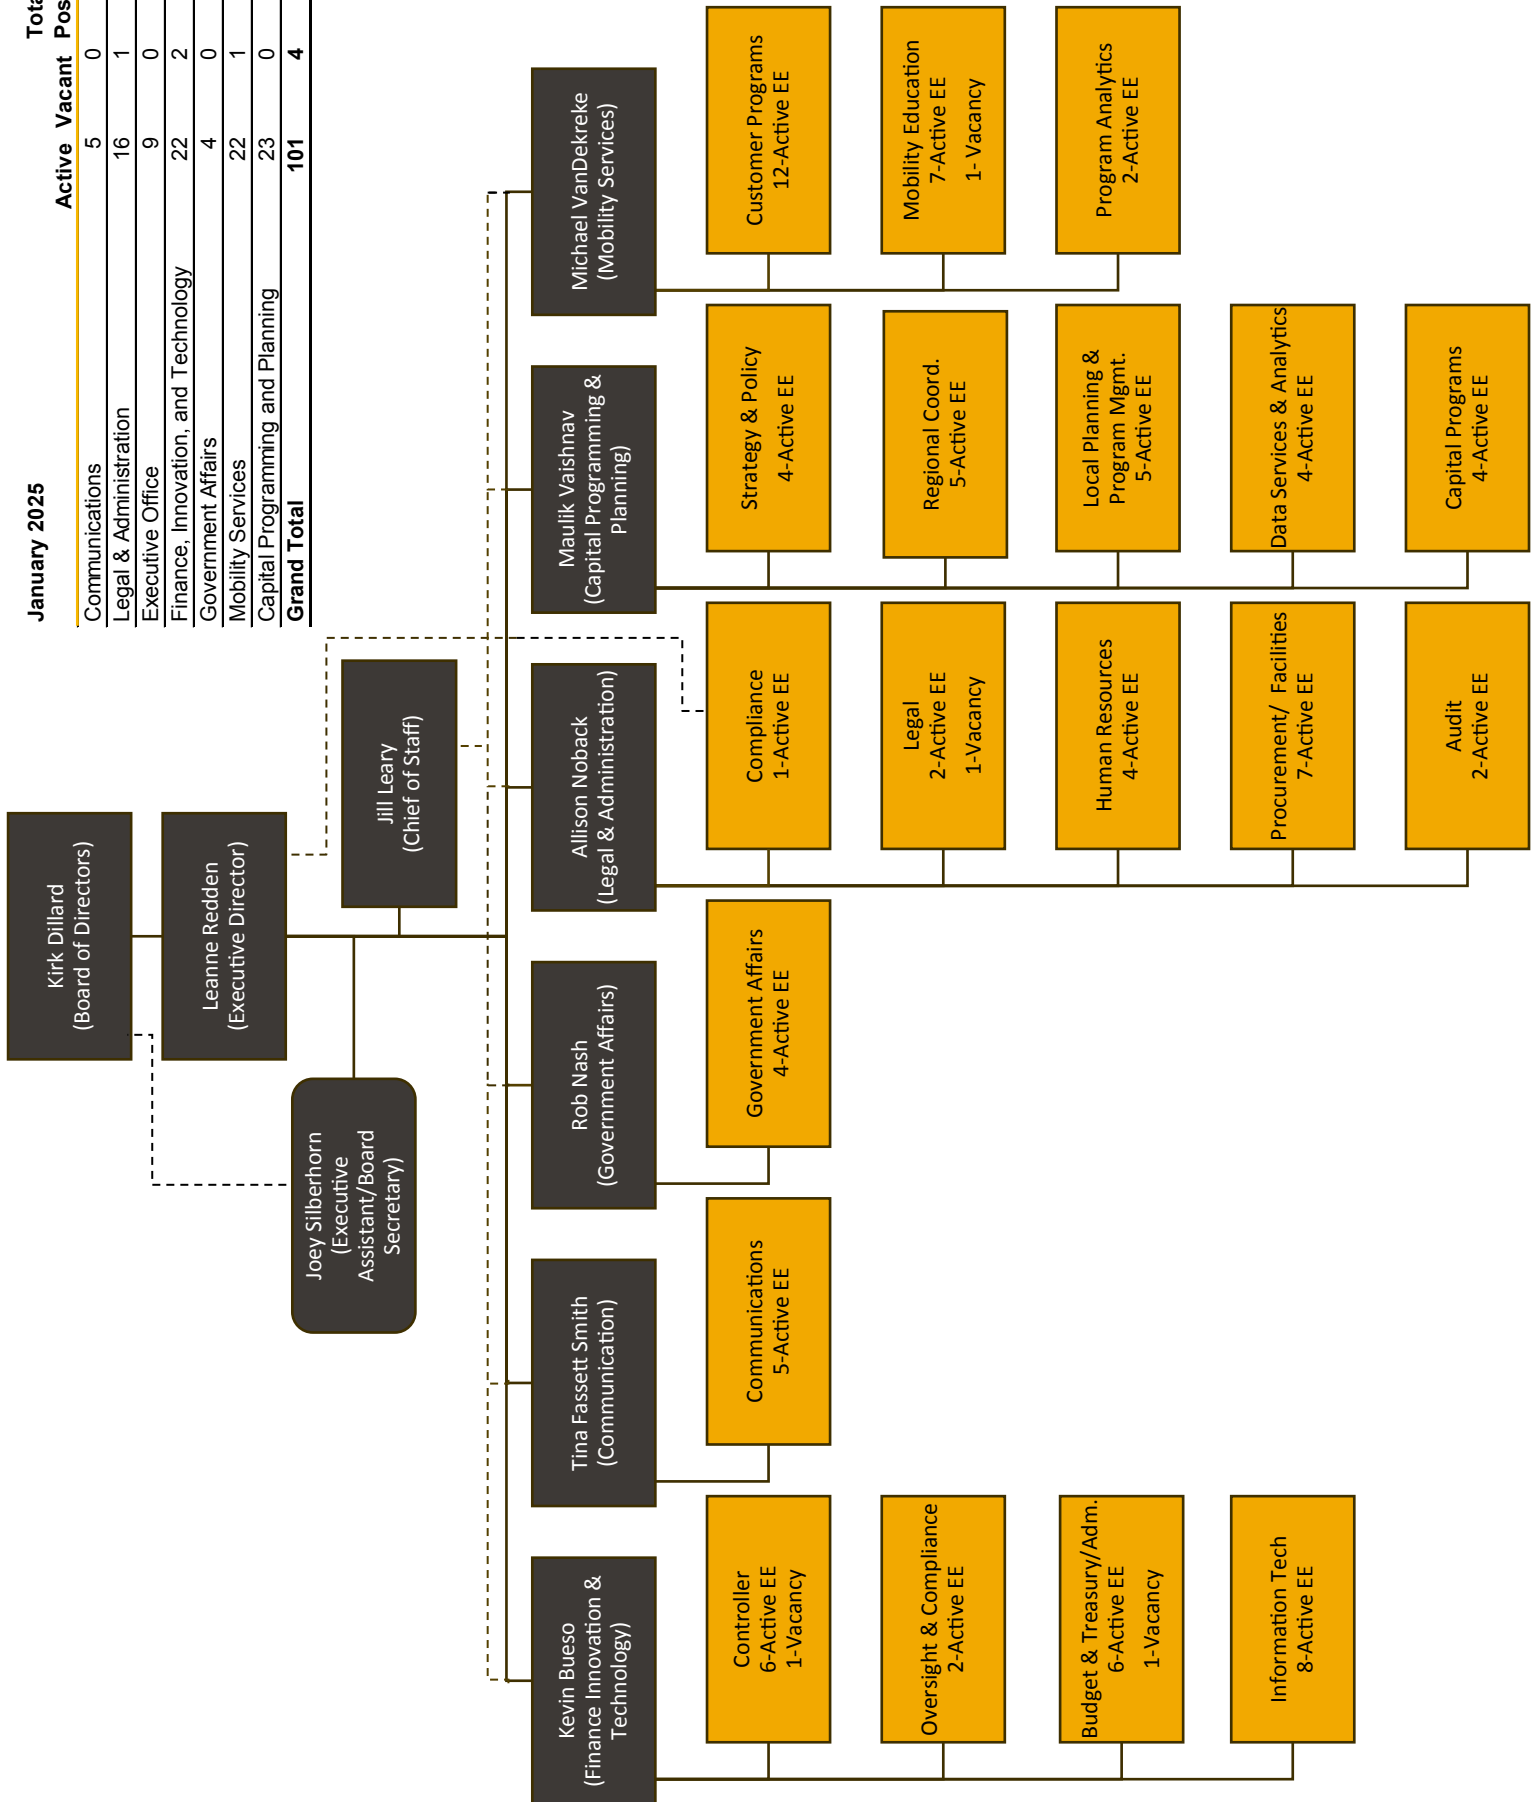 Kirk Dillard
(Board of Directors)
Leanne Redden
(Executive Director)
Joey Silberhorn
(Executive
Assistant/Board
Secretary)
Jill Leary
(Chief of Staff)
January 2025
Active Vacant
Communications 5 0
Legal & Administration 16 1
Executive Office 9 0
Finance, Innovation, and Technology 22 2
Government Affairs 4 0
Mobility Services 22 1
Capital Programming and Planning 23 0
Grand Total 101 4
Kevin Bueso
(Finance Innovation &
Technology)
Controller
6-Active EE
1-Vacancy
Oversight & Compliance
2-Active EE
Budget & Treasury/Adm.
6-Active EE
1-Vacancy
Information Tech
8-Active EE
Tina Fassett Smith
(Communication)
Communications
5-Active EE
Rob Nash
(Government Affairs)
Government Affairs
4-Active EE
Allison Noback
(Legal & Administration)
Compliance
1-Active EE
Legal
2-Active EE
1-Vacancy
Human Resources
4-Active EE
Procurement/ Facilities
7-Active EE
Audit
2-Active EE
Maulik Vaishnav
(Capital Programming &
Planning)
Strategy & Policy
4-Active EE
Regional Coord.
5-Active EE
Local Planning &
Program Mgmt.
5-Active EE
Data Services & Analytics
4-Active EE
Capital Programs
4-Active EE
Michael VanDekreke
(Mobility Services)
Customer Programs
12-Active EE
Mobility Education
7-Active EE
1- Vacancy
Program Analytics
2-Active EE